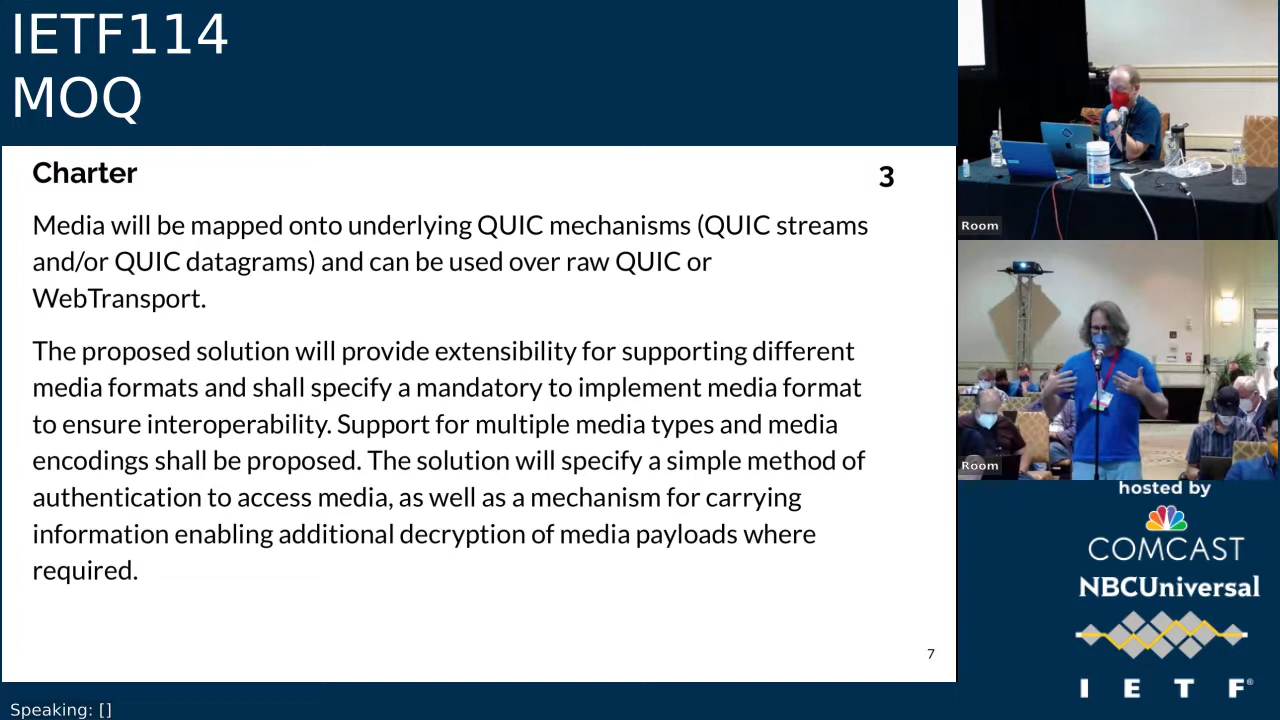 IETF114
MOQ
Charter
3
Media will be mapped onto underlying QUIC mechanisms (QUIC streams
and/or QUIC datagrams) and can be used over raw QUIC or
WebTransport.
The proposed solution will provide extensibility for supporting different
media formats and shall specify a mandatory to implement media format
to ensure interoperability. Support for multiple media types and media
encodings shall be proposed. The solution will specify a simple method of
authentication to access media, as well as a mechanism for carrying
information enabling additional decryption of media payloads where
required.
7
Room
Room
hosted by
COMCAST
NBCUniversal
I E T F®
Speaking: []